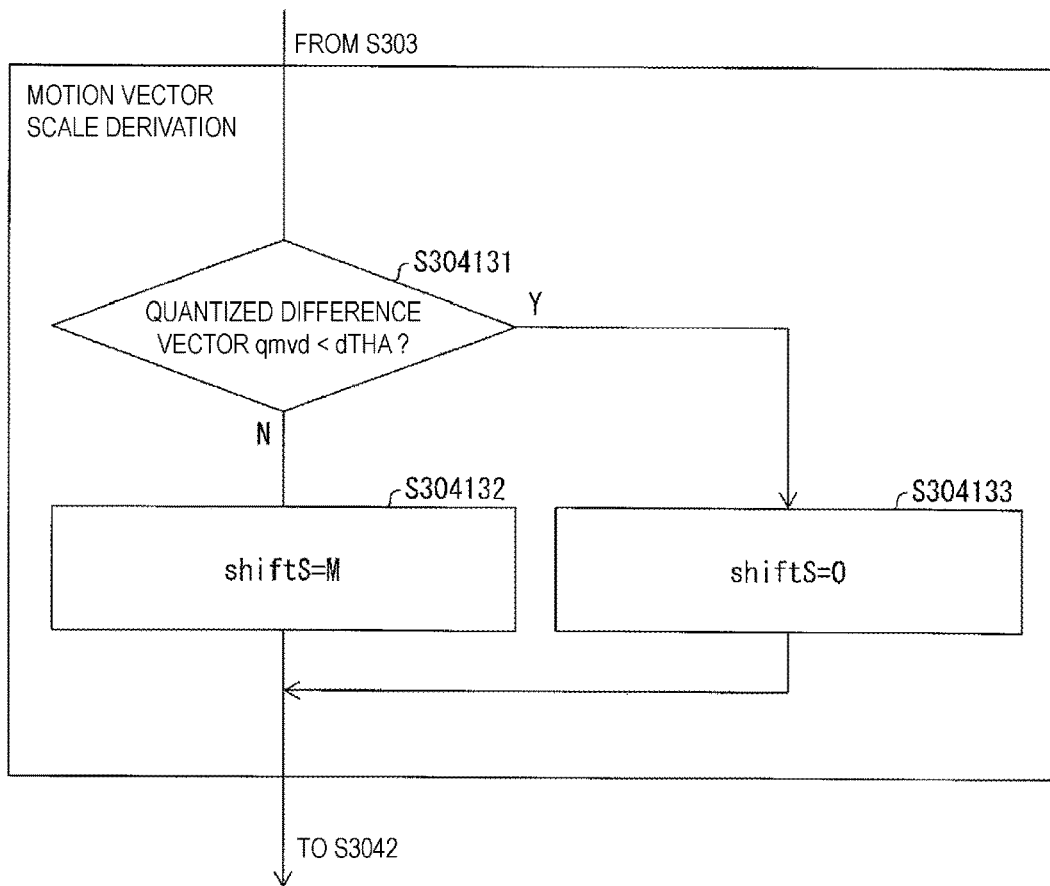 FROM S303
MOTION VECTOR
SCALE DERIVATION
S304131
QUANTIZED DIFFERENCE
VECTOR qmvd < dTHA ?
Y
N
S304132
S304133
shiftS=M
shiftS=0
TO S3042